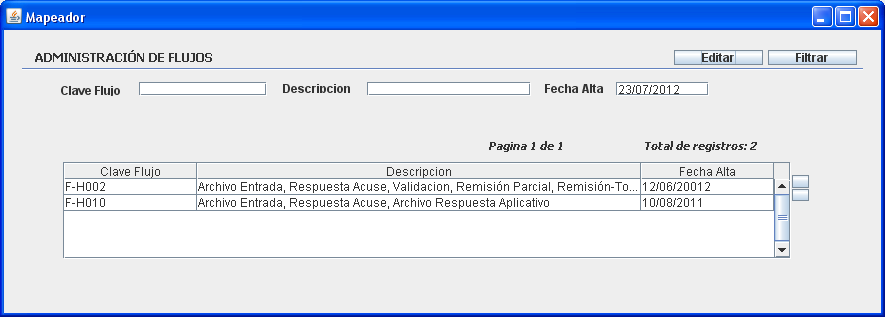 Mapeador
ADMINISTRACIÓN DE FLUJOS
Editar
Filtrar
Clave Flujo
Descripcion
Fecha Alta
23/07/2012
Pagina 1 de 1
Total de registros: 2
Clave Flujo Descripcion Fecha Alta
F-H002 Archivo Entrada, Respuesta Acuse, Validacion, Remisión Parcial, Remisión-To... 12/06/20012
F-H010 Archivo Entrada, Respuesta Acuse, Archivo Respuesta Aplicativo 10/08/2011